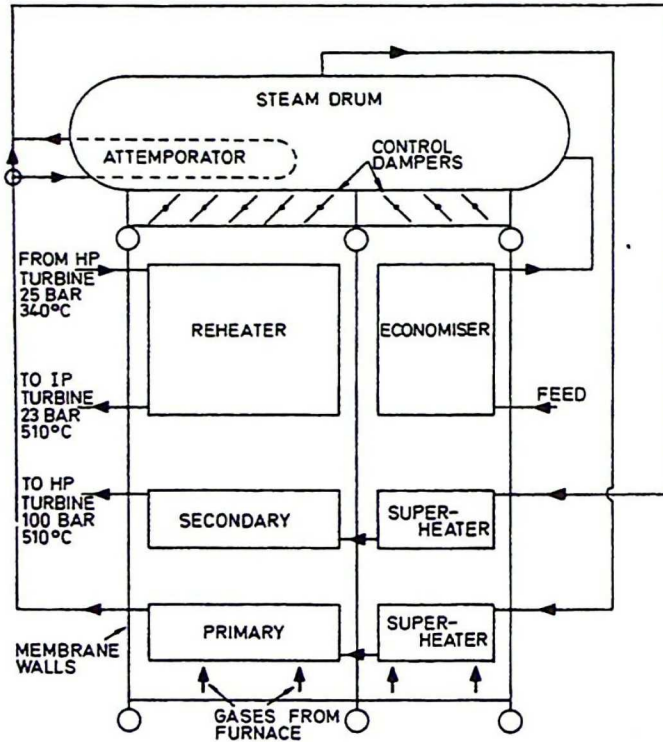 STEAM DRUM
ATTEMPORATOR
CONTROL
DAMPERS
FROM HP
TURBINE
25 BAR
340°C
REHEATER
ECONOMISER
TO IP
TURBINE
23 BAR
510°C
FEED
TO HP
TURBINE
100 BAR
510°C
SECONDARY
SUPER-
HEATER
PRIMARY
SUPER-
HEATER
MEMBRANE
WALLS
GASES FROM
FURNACE